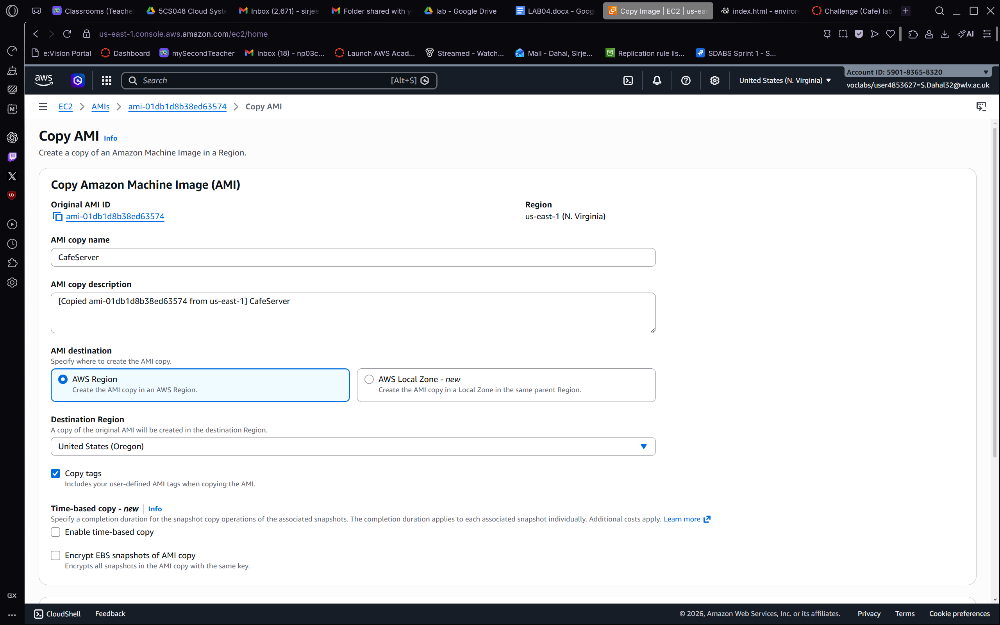 Classrooms (Teache
5CS048 Cloud Syste
Inbox (2,671) - sirjee
Folder shared with y
lab - Google Drive
LAB04.docx - Goog
Copy Image | EC2 | us-eas
index.html - environ
Challenge (Cafe) lab
us-east-1.console.aws.amazon.com/ec2/home
AI
e:Vision Portal
Dashboard
mySecondTeacher
Inbox (18) - np03c...
Launch AWS Acad...
Streamed - Watch...
Mail - Dahal, Sirje...
Replication rule lis...
SDABS Sprint 1 - S...
aws
Search
[Alt+S]
United States (N. Virginia)
Account ID: 5901-8365-8320
voclabs/user4853627=S.Dahal32@wlv.ac.uk
EC2
AMIs
ami-01db1d8b38ed63574
Copy AMI
Copy AMI Info
Create a copy of an Amazon Machine Image in a Region.
Copy Amazon Machine Image (AMI)
Original AMI ID
ami-01db1d8b38ed63574
Region
us-east-1 (N. Virginia)
AMI copy name
CafeServer
AMI copy description
[Copied ami-01db1d8b38ed63574 from us-east-1] CafeServer
AMI destination
Specify where to create the AMI copy.
AWS Region
Create the AMI copy in an AWS Region.
AWS Local Zone - new
Create the AMI copy in a Local Zone in the same parent Region.
Destination Region
A copy of the original AMI will be created in the destination Region.
United States (Oregon)
Copy tags
Includes your user-defined AMI tags when copying the AMI.
Time-based copy - new Info
Specify a completion duration for the snapshot copy operations of the associated snapshots. The completion duration applies to each associated snapshot individually. Additional costs apply. Learn more
Enable time-based copy
Encrypt EBS snapshots of AMI copy
Encrypts all snapshots in the AMI copy with the same key.
GX
CloudShell
Feedback
© 2026, Amazon Web Services, Inc. or its affiliates.
Privacy
Terms
Cookie preferences